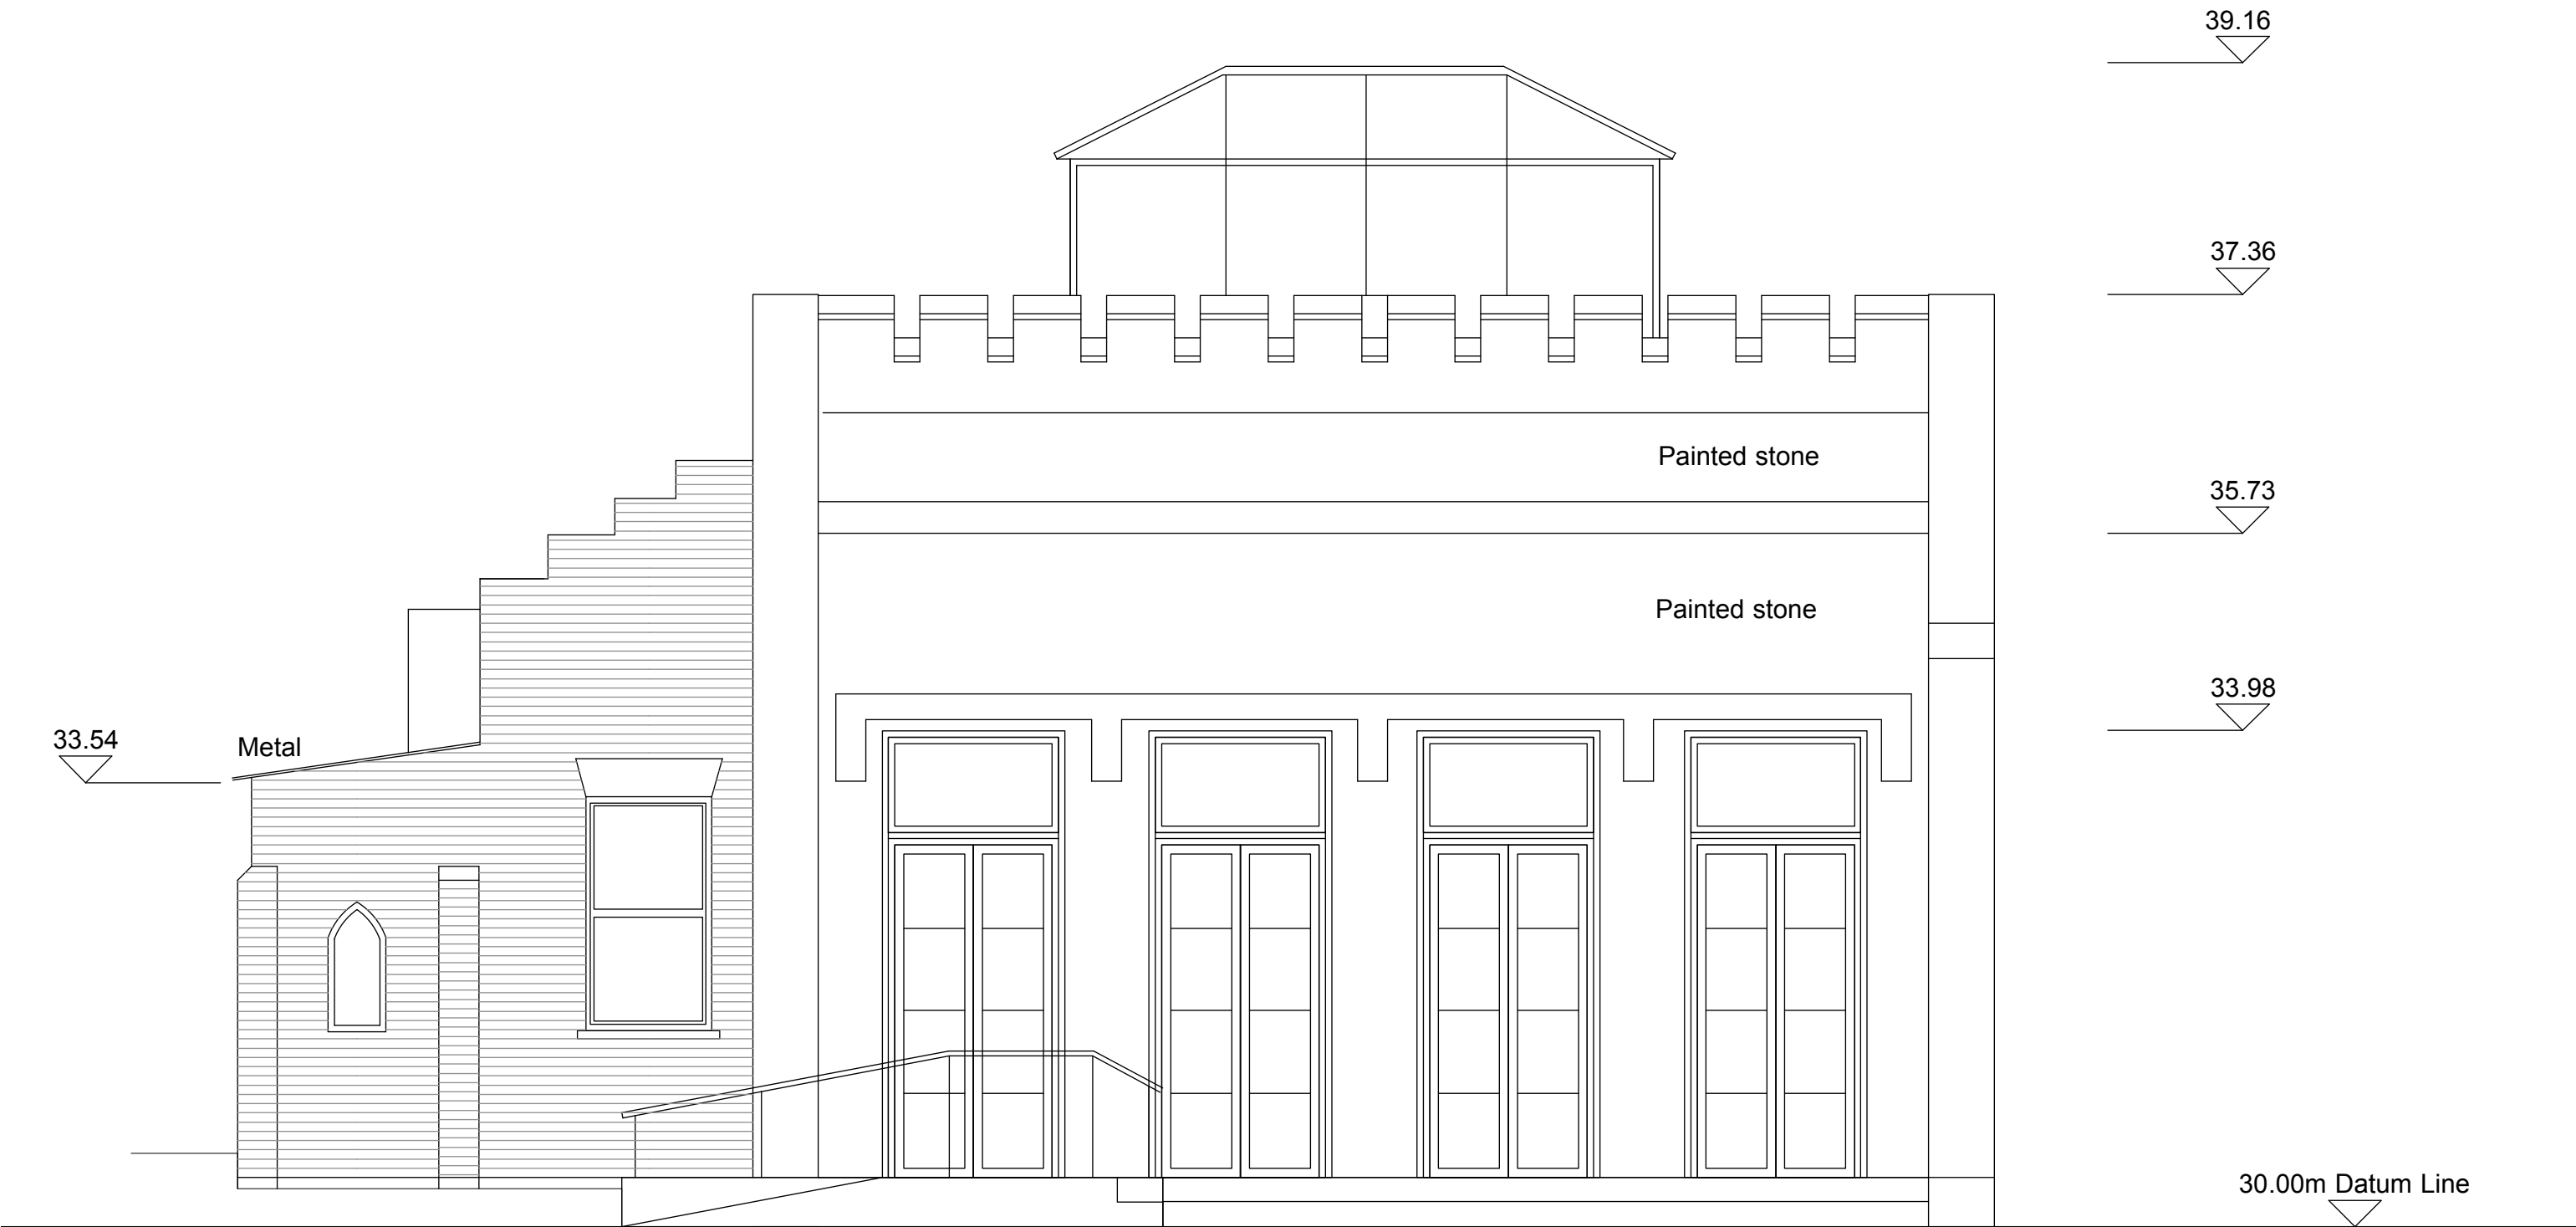 39.16
37.36
Painted stone
35.73
Painted stone
33.98
33.54
Metal
30.00m Datum Line